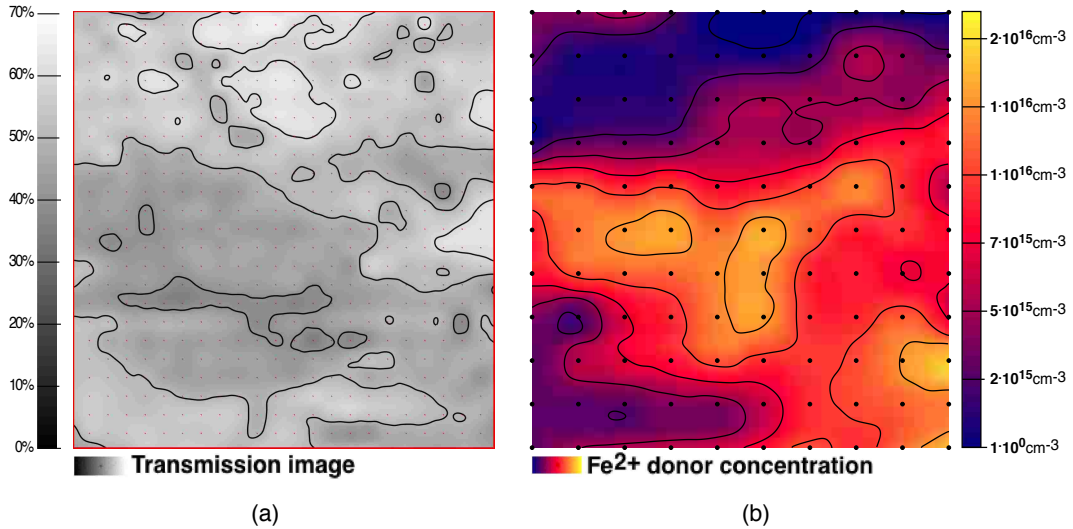 70%
60%
50%
40%
30%
20%
10%
0%
Transmission image
(a)
2·10¹⁶cm-3
1·10¹⁶cm-3
1·10¹⁶cm-3
7·10¹⁵cm-3
5·10¹⁵cm-3
2·10¹⁵cm-3
1·10⁰cm-3
Fe²⁺ donor concentration
(b)